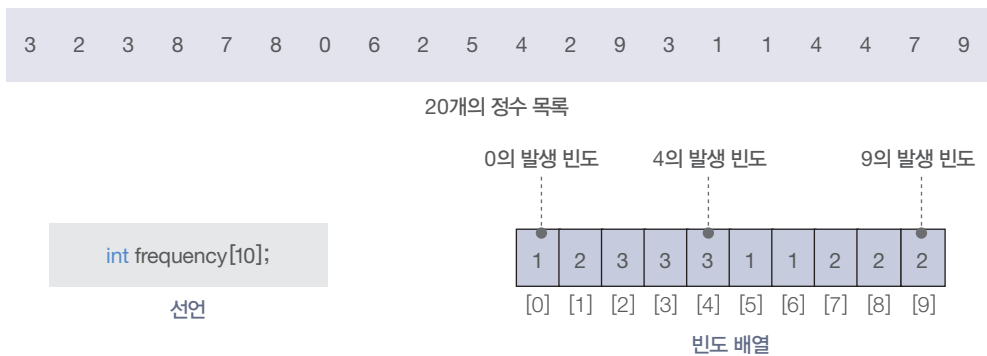 3 2 3 8 7 8 0 6 2 5 4 2 9 3 1 1 4 4 7 9
20개의 정수 목록
0의 발생 빈도 4의 발생 빈도 9의 발생 빈도
int frequency[10];
선언
1 2 3 3 3 1 1 2 2 2
[0] [1] [2] [3] [4] [5] [6] [7] [8] [9]
빈도 배열